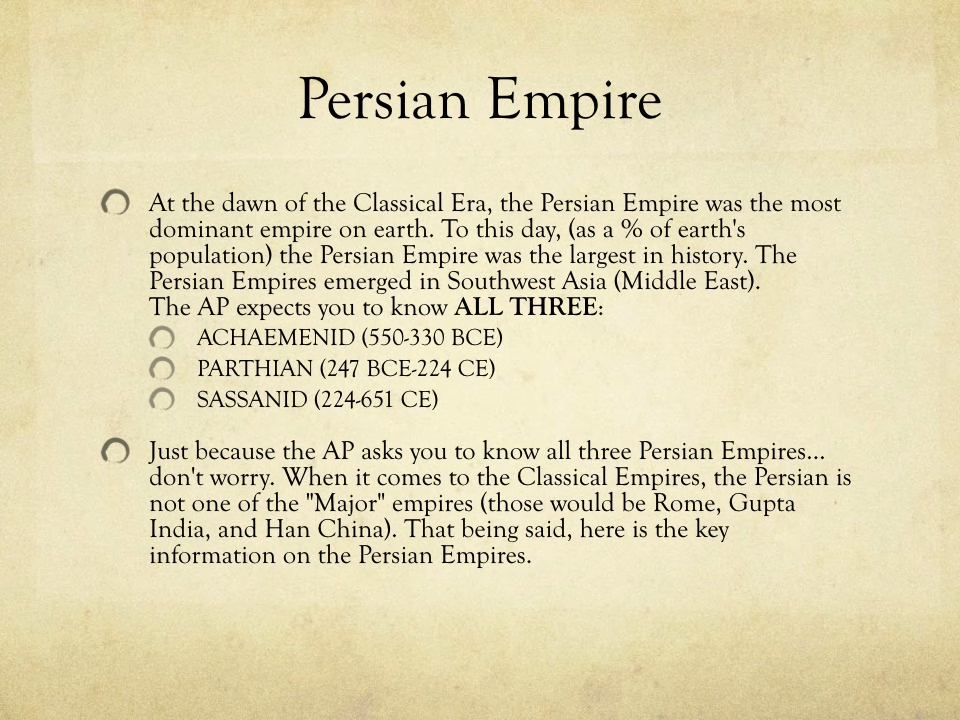 Persian Empire
At the dawn of the Classical Era, the Persian Empire was the most
dominant empire on earth. To this day, (as a % of earth's
population) the Persian Empire was the largest in history. The
Persian Empires emerged in Southwest Asia (Middle East).
The AP expects you to know ALL THREE:
ACHAEMENID (550-330 BCE)
PARTHIAN (247 BCE-224 CE)
SASSANID (224-651 CE)
Just because the AP asks you to know all three Persian Empires...
don't worry. When it comes to the Classical Empires, the Persian is
not one of the "Major" empires (those would be Rome, Gupta
India, and Han China). That being said, here is the key
information on the Persian Empires.